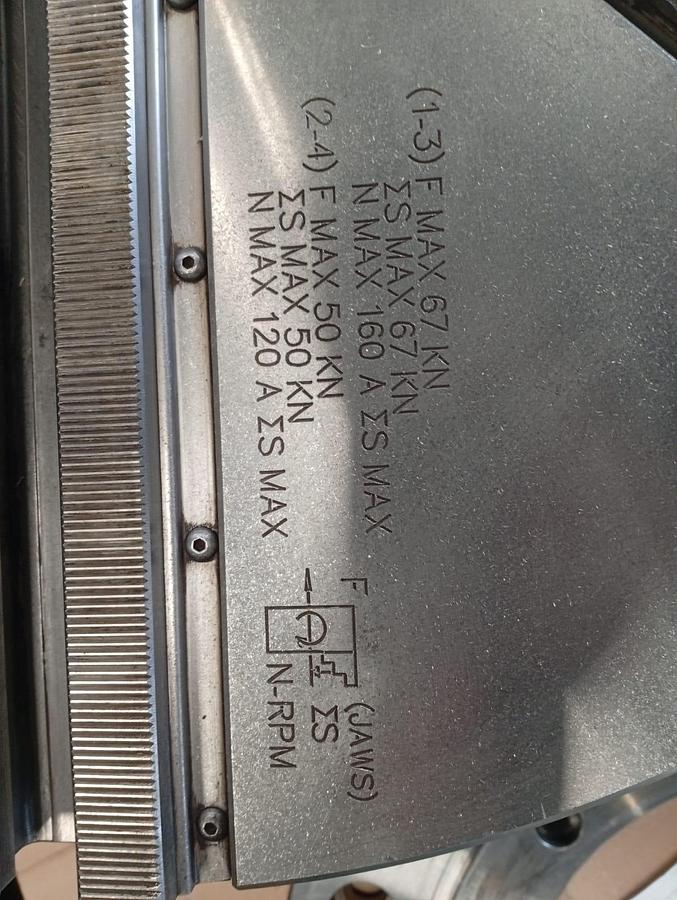 (1-3) F MAX 67 KN
ΣS MAX 67 KN
N MAX 160 A ΣS MAX
(2-4) F MAX 50 KN
ΣS MAX 50 KN
N MAX 120 A ΣS MAX
F (JAWS)
ΣS
N-RPM